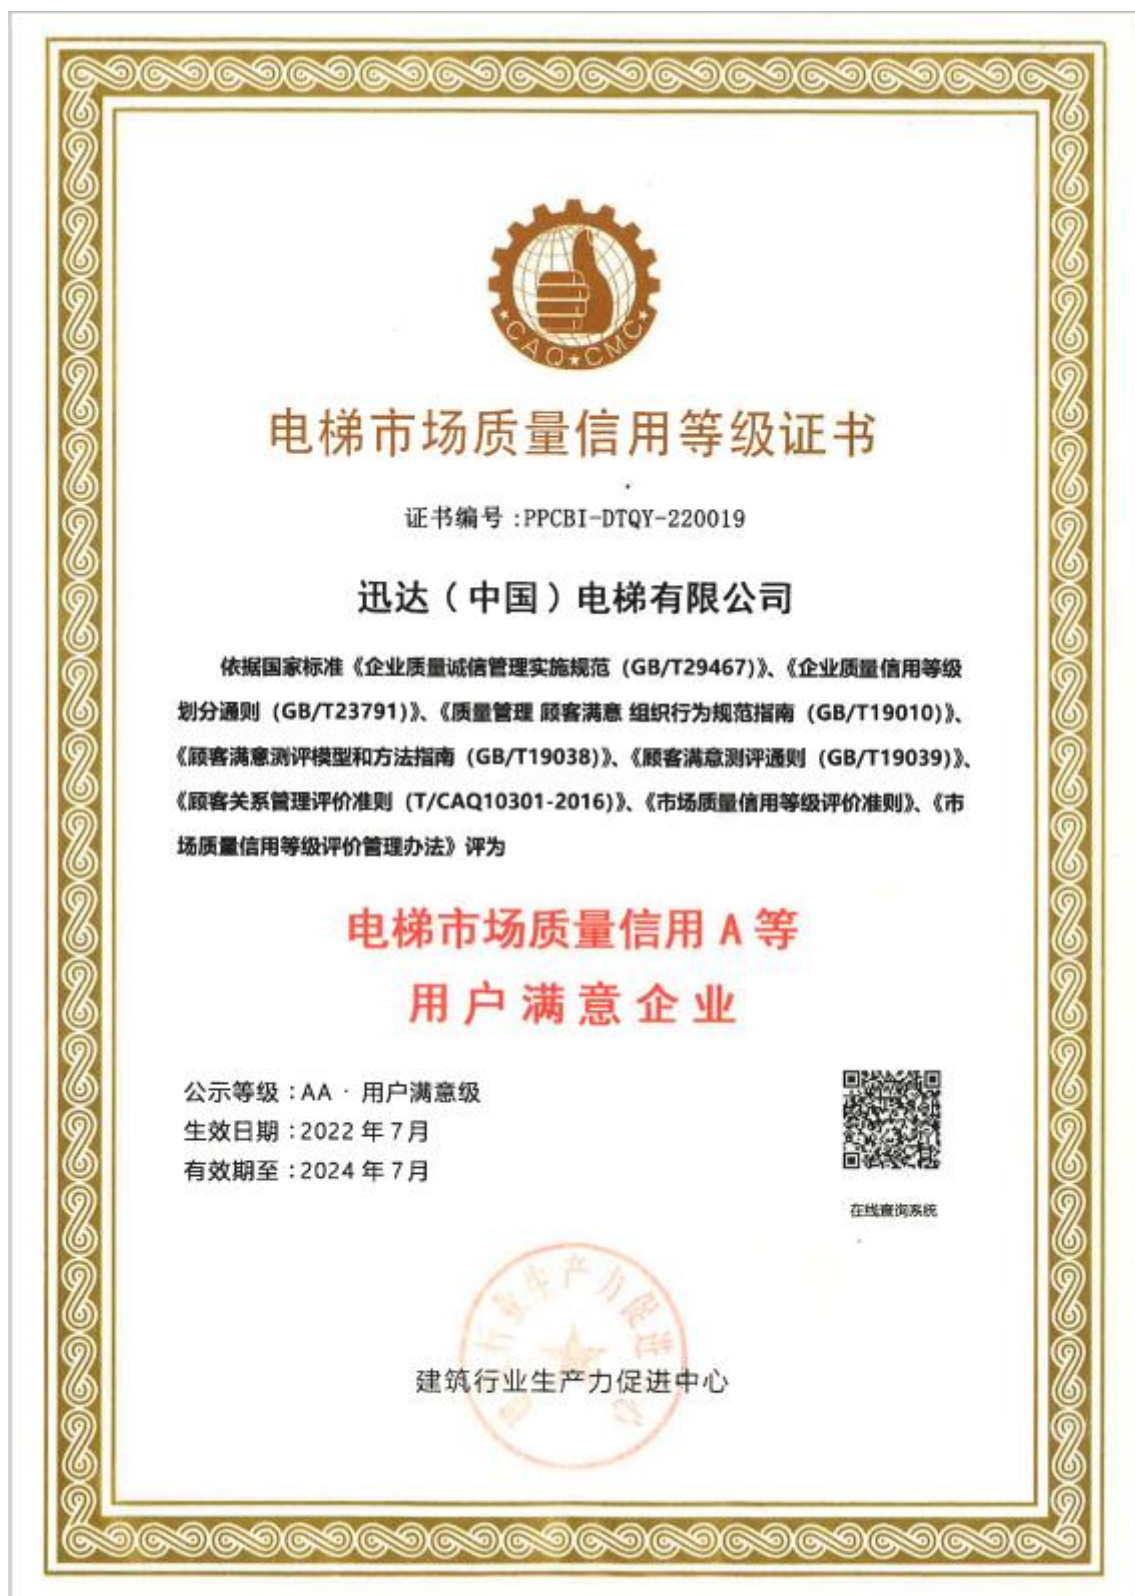 CAQ★CMC
电梯市场质量信用等级证书
证书编号:PPCBI-DTQY-220019
迅达（中国）电梯有限公司
依据国家标准《企业质量诚信管理实施规范（GB/T29467)》、《企业质量信用等级
划分通则（GB/T23791)》、《质量管理 顾客满意 组织行为规范指南（GB/T19010)》、
《顾客满意测评模型和方法指南（GB/T19038)》、《顾客满意测评通则（GB/T19039)》、
《顾客关系管理评价准则（T/CAQ10301-2016)》、《市场质量信用等级评价准则》、《市
场质量信用等级评价管理办法》评为
电梯市场质量信用 A 等
用户满意企业
公示等级:AA · 用户满意级
生效日期:2022 年 7月
有效期至:2024 年 7月
在线查询系统
行业生产力促进
建筑行业生产力促进中心